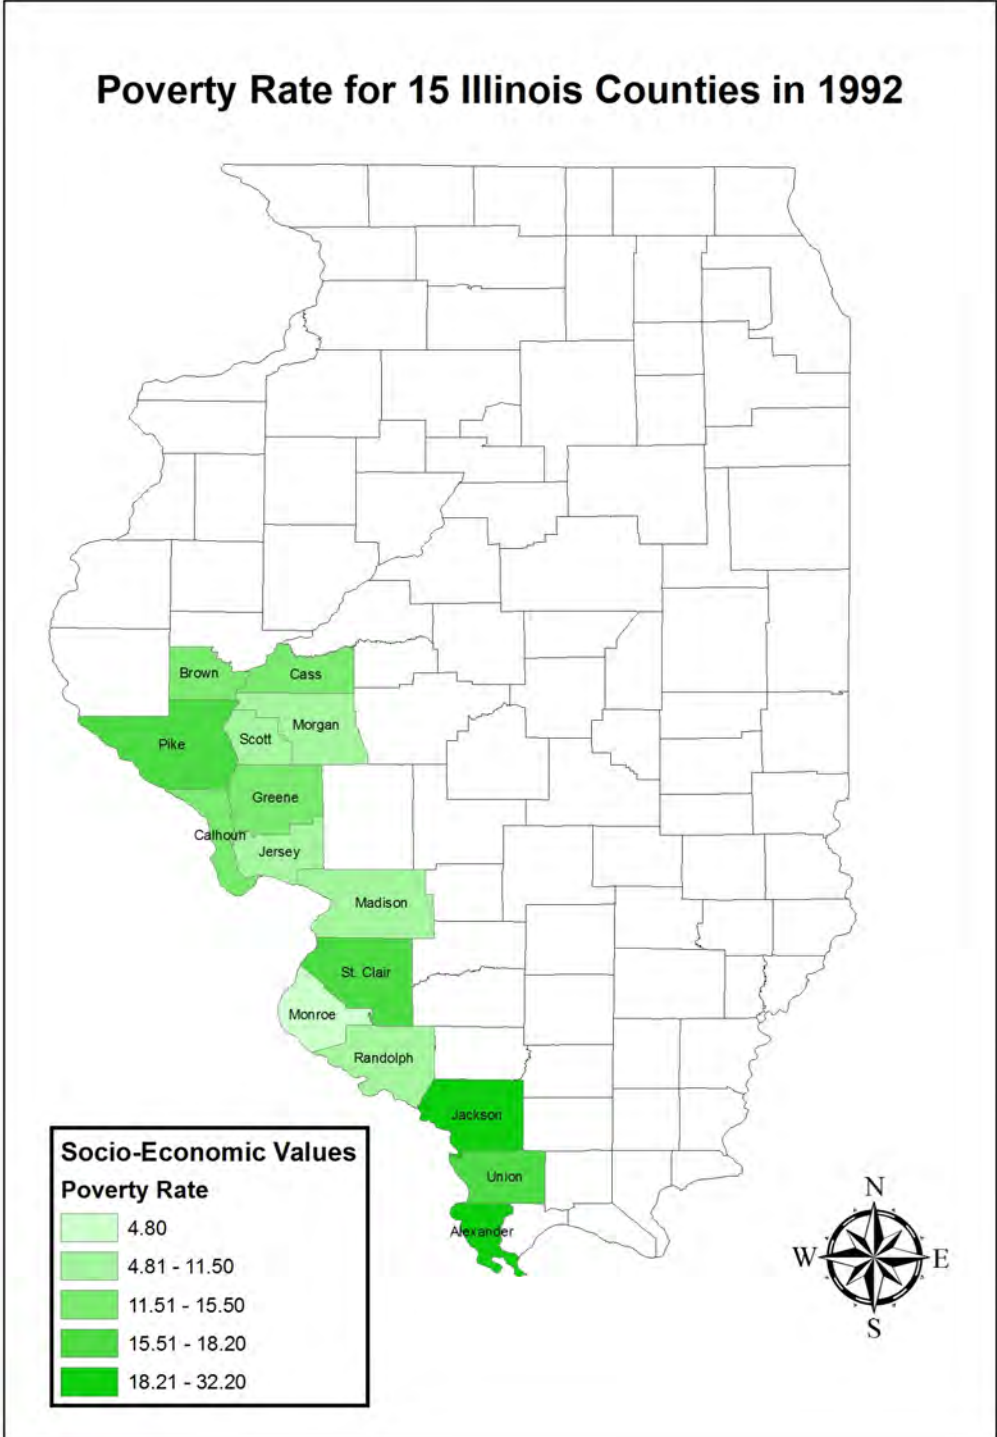 Poverty Rate for 15 Illinois Counties in 1992
Brown
Cass
Pike
Scott
Morgan
Greene
Calhoun
Jersey
Madison
St. Clair
Monroe
Randolph
Jackson
Union
Alexander
Socio-Economic Values
Poverty Rate
4.80
4.81 - 11.50
11.51 - 15.50
15.51 - 18.20
18.21 - 32.20
N
W
E
S